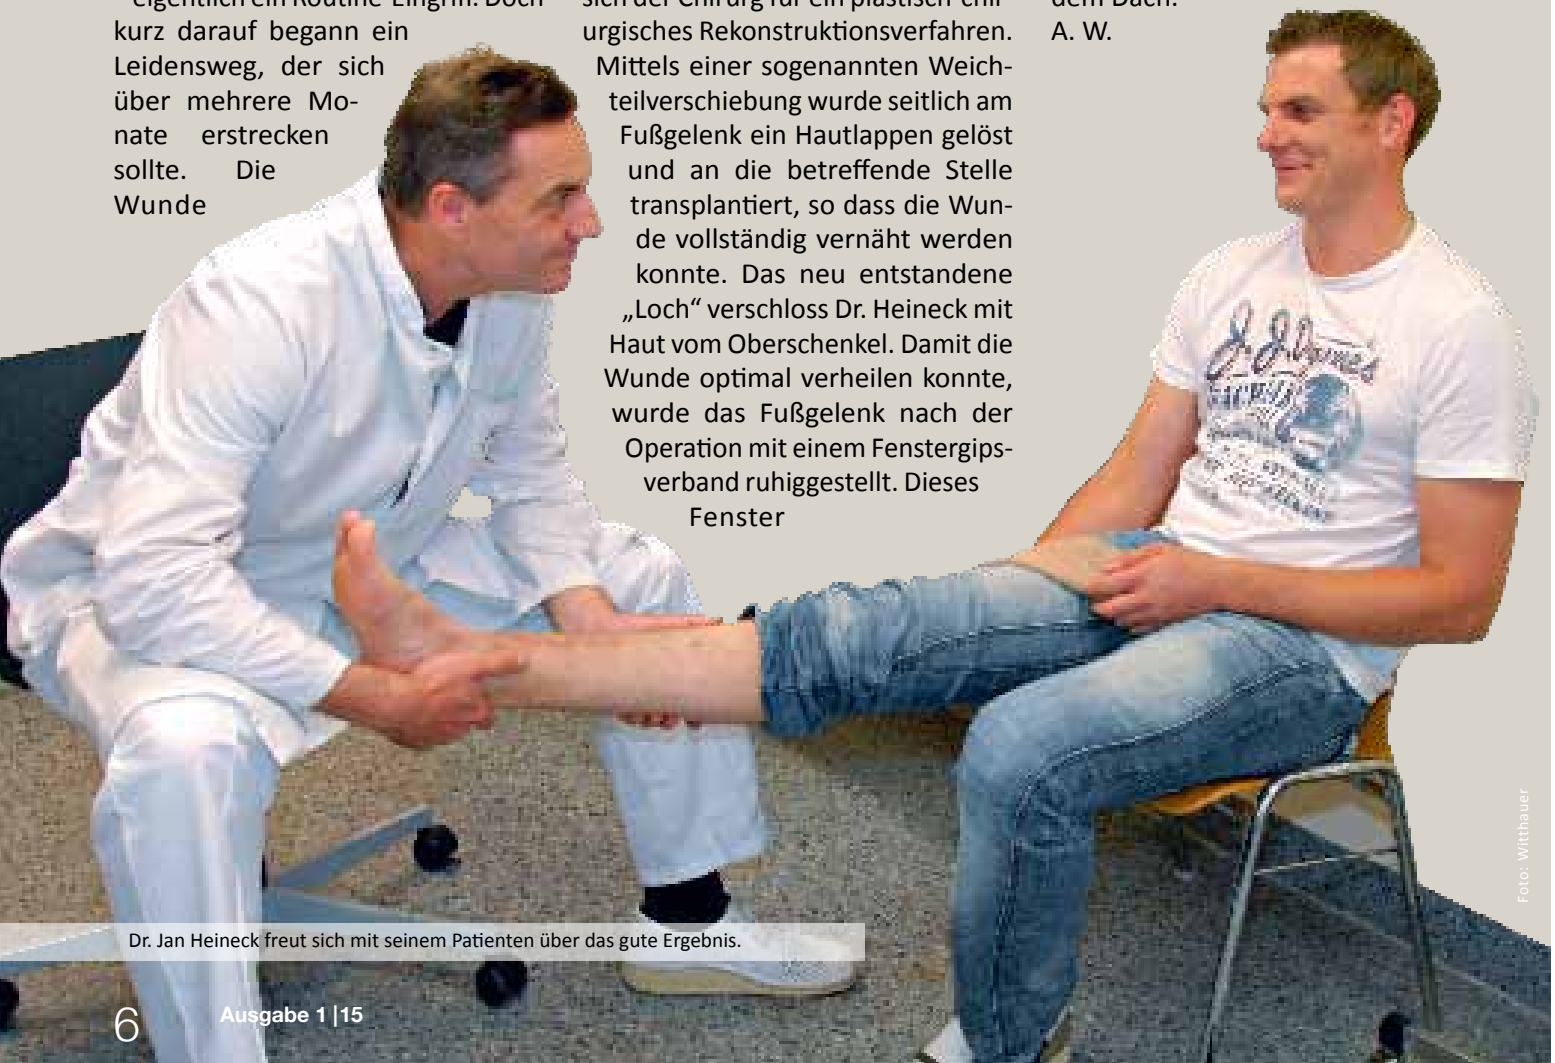 kurz darauf begann ein
Leidensweg, der sich
über mehrere Mo-
nate erstrecken
sollte. Die
Wunde
urgisches Rekonstruktionsverfahren.
Mittels einer sogenannten Weich-
teilverschiebung wurde seitlich am
Fußgelenk ein Hautlappen gelöst
und an die betreffende Stelle
transplantiert, so dass die Wun-
de vollständig vernäht werden
konnte. Das neu entstandene
„Loch“ verschloss Dr. Heineck mit
Haut vom Oberschenkel. Damit die
Wunde optimal verheilen konnte,
wurde das Fußgelenk nach der
Operation mit einem Fenstergips-
verband ruhiggestellt. Dieses
Fenster
dem Dach.
A. W.
Foto: Witthauer
Dr. Jan Heineck freut sich mit seinem Patienten über das gute Ergebnis.
6
Ausgabe 1 |15